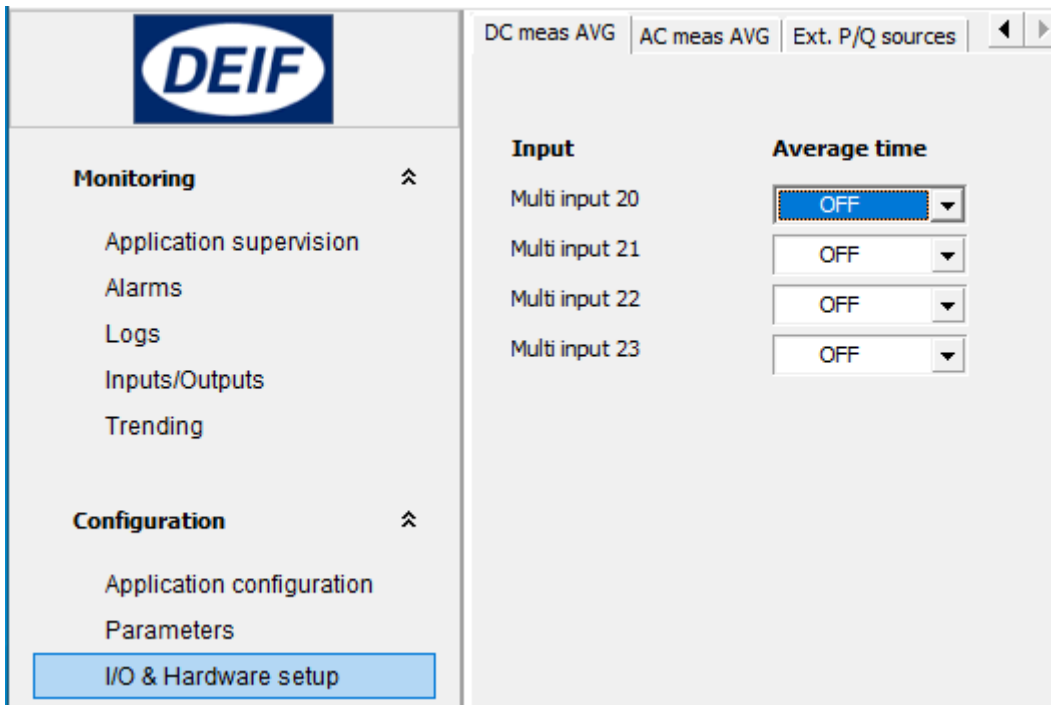 DEIF
Monitoring
Application supervision
Alarms
Logs
Inputs/Outputs
Trending
Configuration
Application configuration
Parameters
I/O & Hardware setup
DC meas AVG AC meas AVG Ext. P/Q sources
Input Average time
Multi input 20 OFF
Multi input 21 OFF
Multi input 22 OFF
Multi input 23 OFF